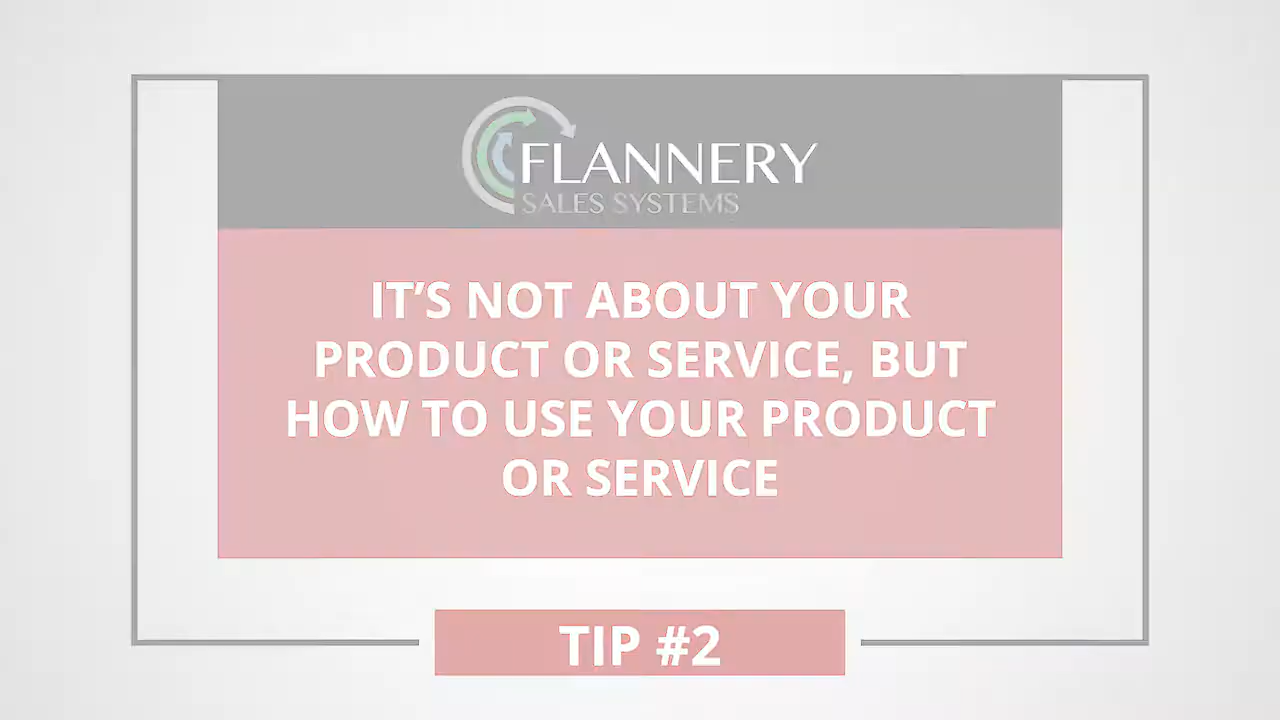 FLANNERY
SALES SYSTEMS
IT’S NOT ABOUT YOUR
PRODUCT OR SERVICE, BUT
HOW TO USE YOUR PRODUCT
OR SERVICE
TIP #2